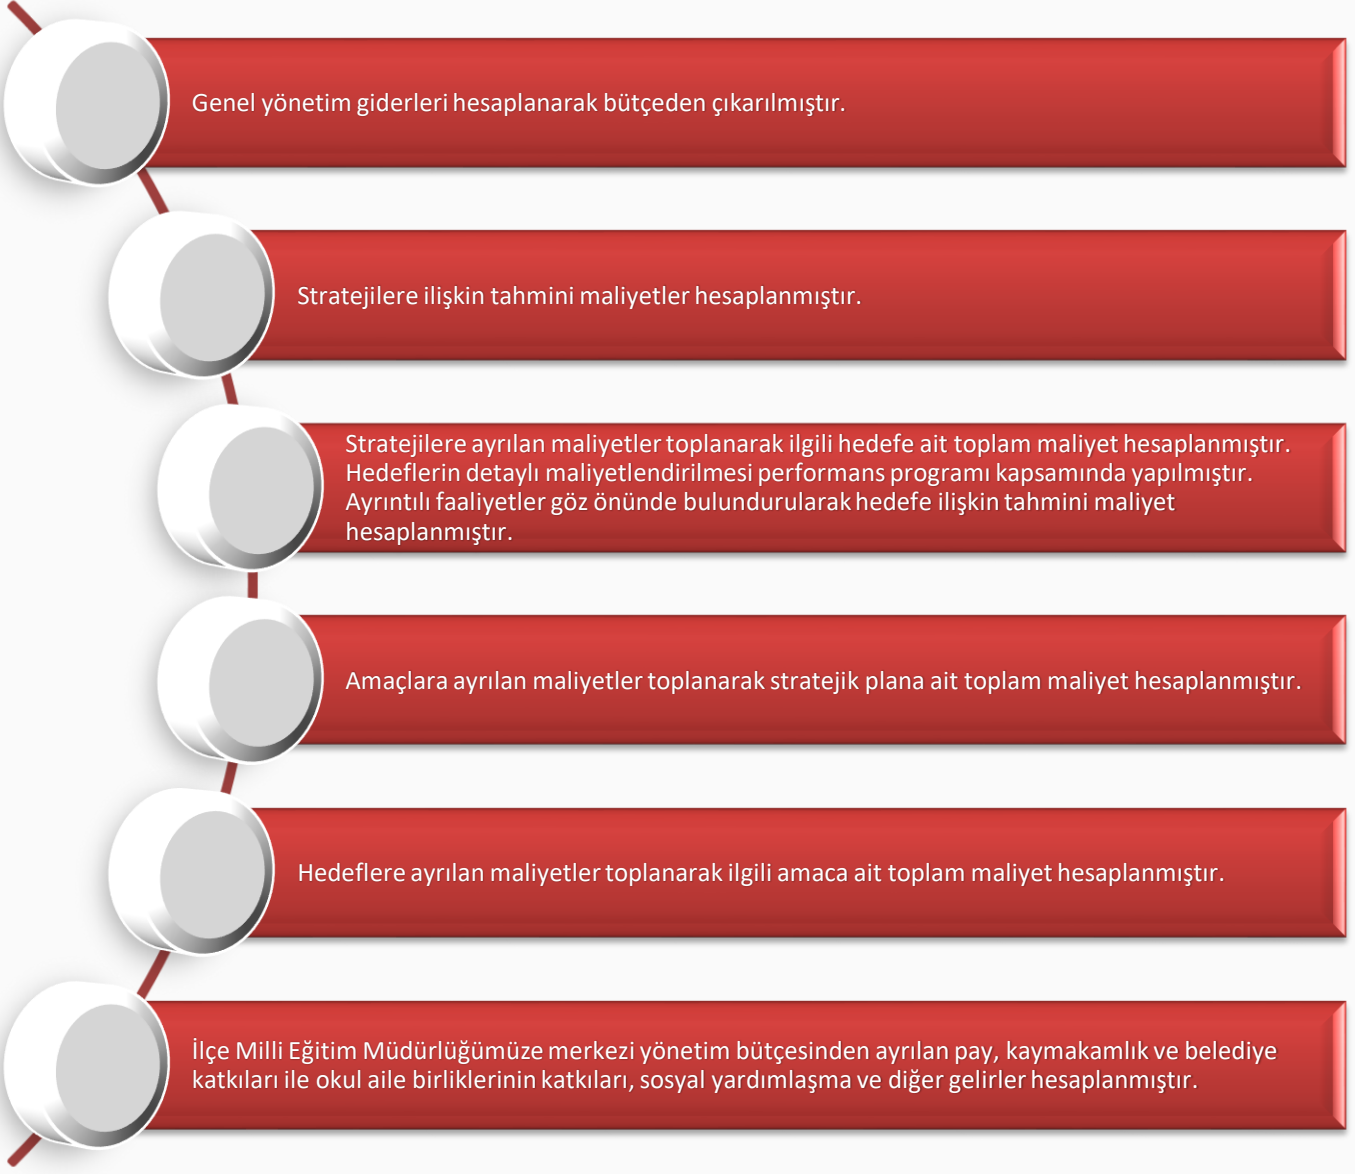 Genel yönetim giderleri hesaplanarak bütçeden çıkarılmıştır.
Stratejilere ilişkin tahmini maliyetler hesaplanmıştır.
Stratejilere ayrılan maliyetler toplanarak ilgili hedefe ait toplam maliyet hesaplanmıştır.
Hedeflerin detaylı maliyetlendirilmesi performans programı kapsamında yapılmıştır.
Ayrıntılı faaliyetler göz önünde bulundurularak hedefe ilişkin tahmini maliyet
hesaplanmıştır.
Amaçlara ayrılan maliyetler toplanarak stratejik plana ait toplam maliyet hesaplanmıştır.
Hedeflere ayrılan maliyetler toplanarak ilgili amaca ait toplam maliyet hesaplanmıştır.
İlçe Milli Eğitim Müdürlüğümüze merkezi yönetim bütçesinden ayrılan pay, kaymakamlık ve belediye
katkıları ile okul aile birliklerinin katkıları, sosyal yardımlaşma ve diğer gelirler hesaplanmıştır.